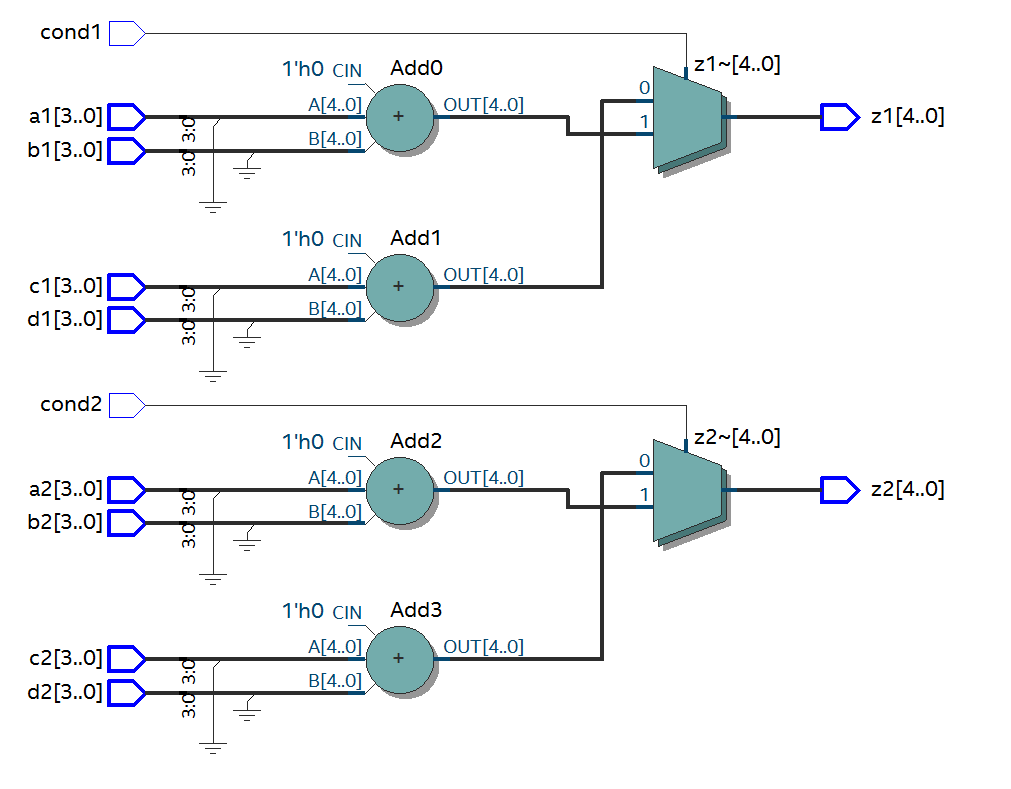 cond1
z1~[4..0]
1'h0 CIN
Add0
0
a1[3.0]
3:0
A[4..0]
+
OUT[4..0]
1
z1[4..0]
b1[3..0]
3:0
B[4..0]
1'h0 CIN
Add1
c1[3..0]
3:0
A[4..0]
+
OUT[4..0]
d1[3..0]
3:0
B[4..0]
cond2
z2~[4..0]
1'h0 CIN
Add2
0
a2[3..0]
3:0
A[4..0]
+
OUT[4..0]
1
z2[4..0]
b2[3..0]
3:0
B[4..0]
1'h0 CIN
Add3
c2[3..0]
3:0
A[4..0]
+
OUT[4..0]
d2[3..0]
3:0
B[4..0]